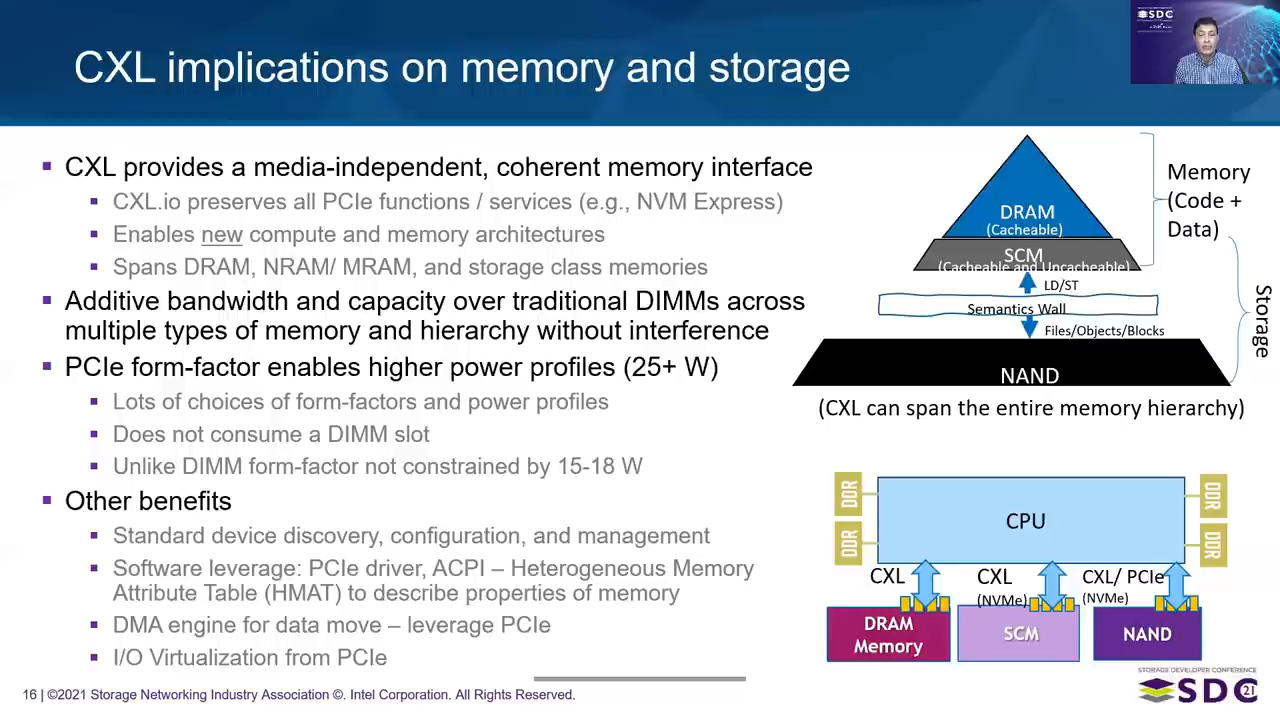 CXL implications on memory and storage
SDC
CXL provides a media-independent, coherent memory interface
CXL.io preserves all PCIe functions / services (e.g., NVM Express)
Enables new compute and memory architectures
Spans DRAM, NRAM/ MRAM, and storage class memories
Additive bandwidth and capacity over traditional DIMMs across
multiple types of memory and hierarchy without interference
PCIe form-factor enables higher power profiles (25+ W)
Lots of choices of form-factors and power profiles
Does not consume a DIMM slot
Unlike DIMM form-factor not constrained by 15-18 W
Other benefits
Standard device discovery, configuration, and management
Software leverage: PCIe driver, ACPI – Heterogeneous Memory
Attribute Table (HMAT) to describe properties of memory
DMA engine for data move – leverage PCIe
I/O Virtualization from PCIe
DRAM
(Cacheable)
SCM
(Cacheable and Uncacheable)
LD/ST
Semantics Wall
Files/Objects/Blocks
NAND
Memory
(Code +
Data)
Storage
(CXL can span the entire memory hierarchy)
DDR
DDR
CPU
DDR
DDR
CXL
CXL
(NVMe)
CXL/ PCIe
(NVMe)
DRAM
Memory
SCM
NAND
16 | ©2021 Storage Networking Industry Association ©. Intel Corporation. All Rights Reserved.
STORAGE DEVELOPER CONFERENCE
SDC 21